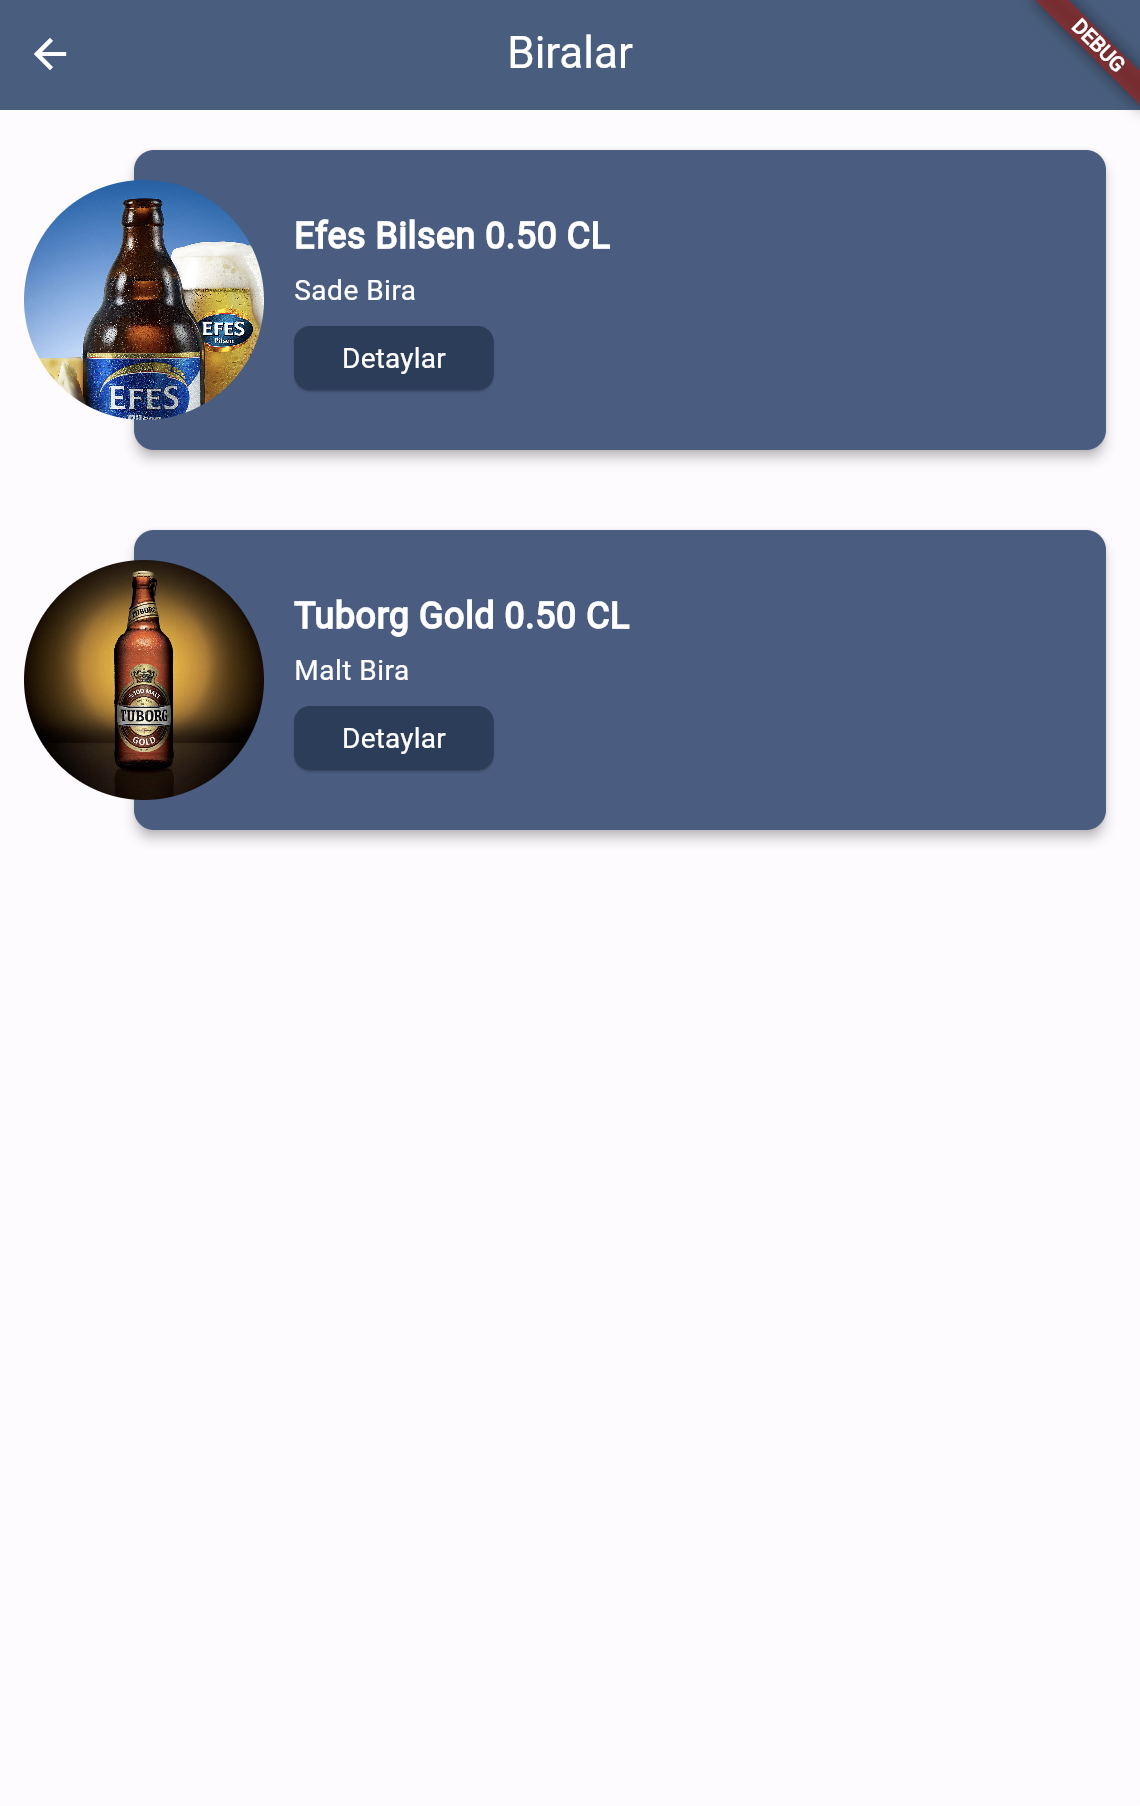 Biralar
DEBUG
Efes Bilsen 0.50 CL
Sade Bira
Detaylar
EFES
Pilsen
EFES
Pilsen
Tuborg Gold 0.50 CL
Malt Bira
Detaylar
TUBORG
%100 MALT
TUBORG
GOLD